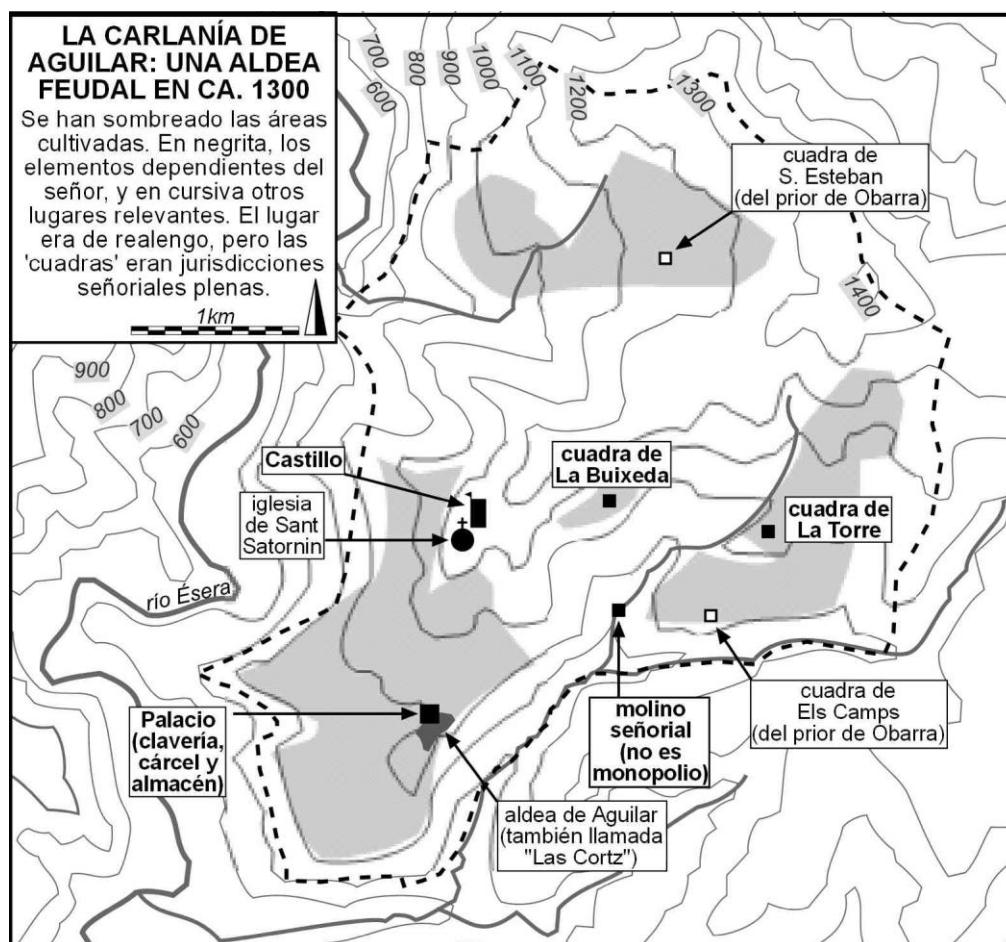 LA CARLANÍA DE
AGUILAR: UNA ALDEA
FEUDAL EN CA. 1300
Se han sombreado las áreas
cultivadas. En negrita, los
elementos dependientes del
señor, y en cursiva otros
lugares relevantes. El lugar
era de realengo, pero las
'cuadras' eran jurisdicciones
señoriales plenas.
1km
700
600
800
900
1000
1100
1200
1300
1400
cuadra de
S. Esteban
(del prior de Obarra)
900
800
700
600
Castillo
iglesia
de Sant
Satornin
cuadra de
La Buixeda
cuadra de
La Torre
río Ésera
Palacio
(clavería,
cárcel y
almacén)
molino
señorial
(no es
monopolio)
cuadra de
Els Camps
(del prior de Obarra)
aldea de Aguilar
(también llamada
"Las Cortz")